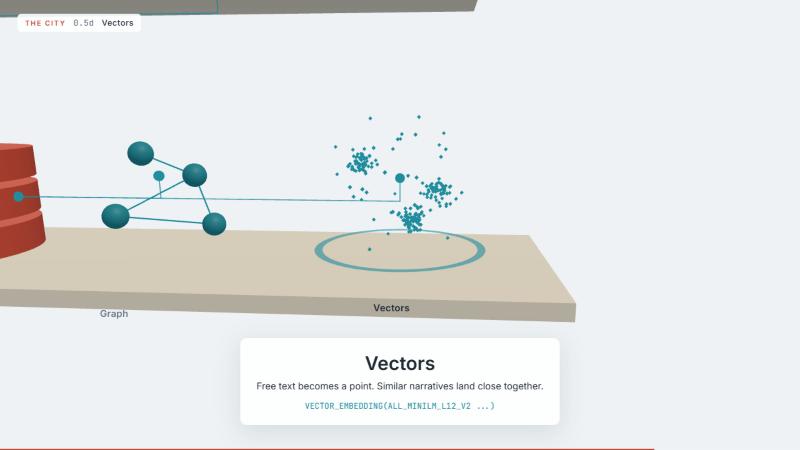 THE CITY 0.5d Vectors
Graph
Vectors
Vectors
Free text becomes a point. Similar narratives land close together.
VECTOR_EMBEDDING(ALL_MINILM_L12_V2 ...)